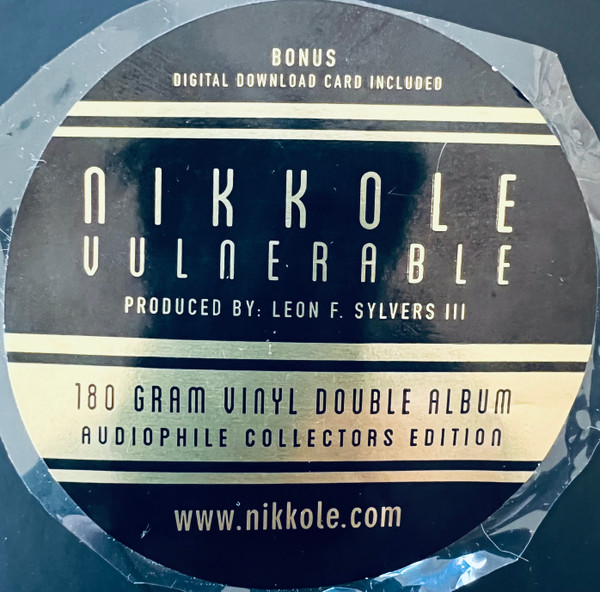 BONUS
DIGITAL DOWNLOAD CARD INCLUDED
NIKKOLE
VULNERABLE
PRODUCED BY: LEON F. SYLVERS III
180 GRAM VINYL DOUBLE ALBUM
AUDIOPHILE COLLECTORS EDITION
www.nikkole.com